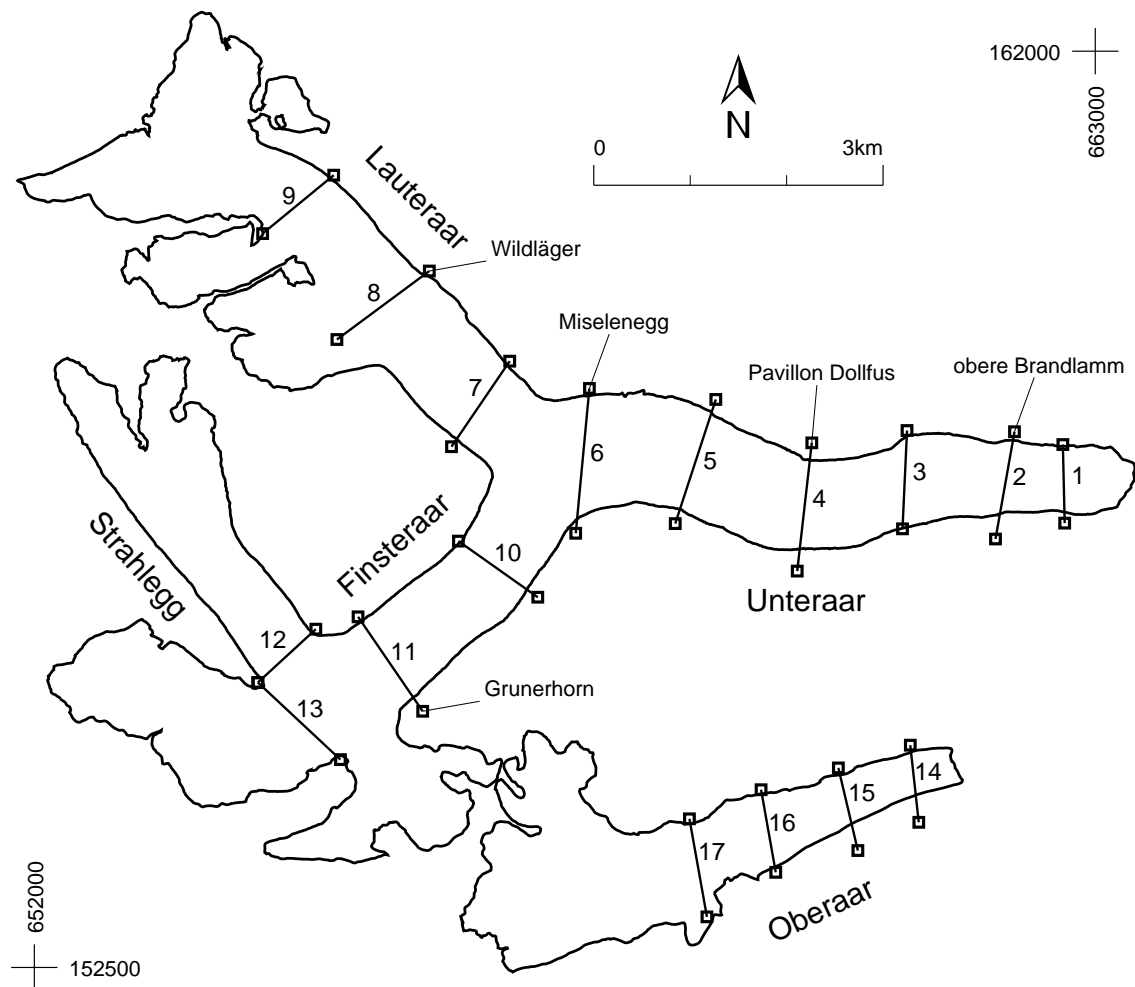 162000
663000
N
0 3km
Lauteraar
9
Wildläger
8
Miselenegg
7
Pavillon Dollfus
obere Brandlamm
6
5
4
3
2
1
Strahlegg
Finsteraar
10
Unteraar
12
11
13
Grunerhorn
14
15
16
17
Oberaar
652000
152500